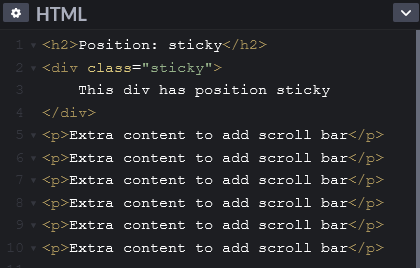 HTML
1 <h2>Position: sticky</h2>
2 <div class="sticky">
3 This div has position sticky
4 </div>
5 <p>Extra content to add scroll bar</p>
6 <p>Extra content to add scroll bar</p>
7 <p>Extra content to add scroll bar</p>
8 <p>Extra content to add scroll bar</p>
9 <p>Extra content to add scroll bar</p>
10 <p>Extra content to add scroll bar</p>